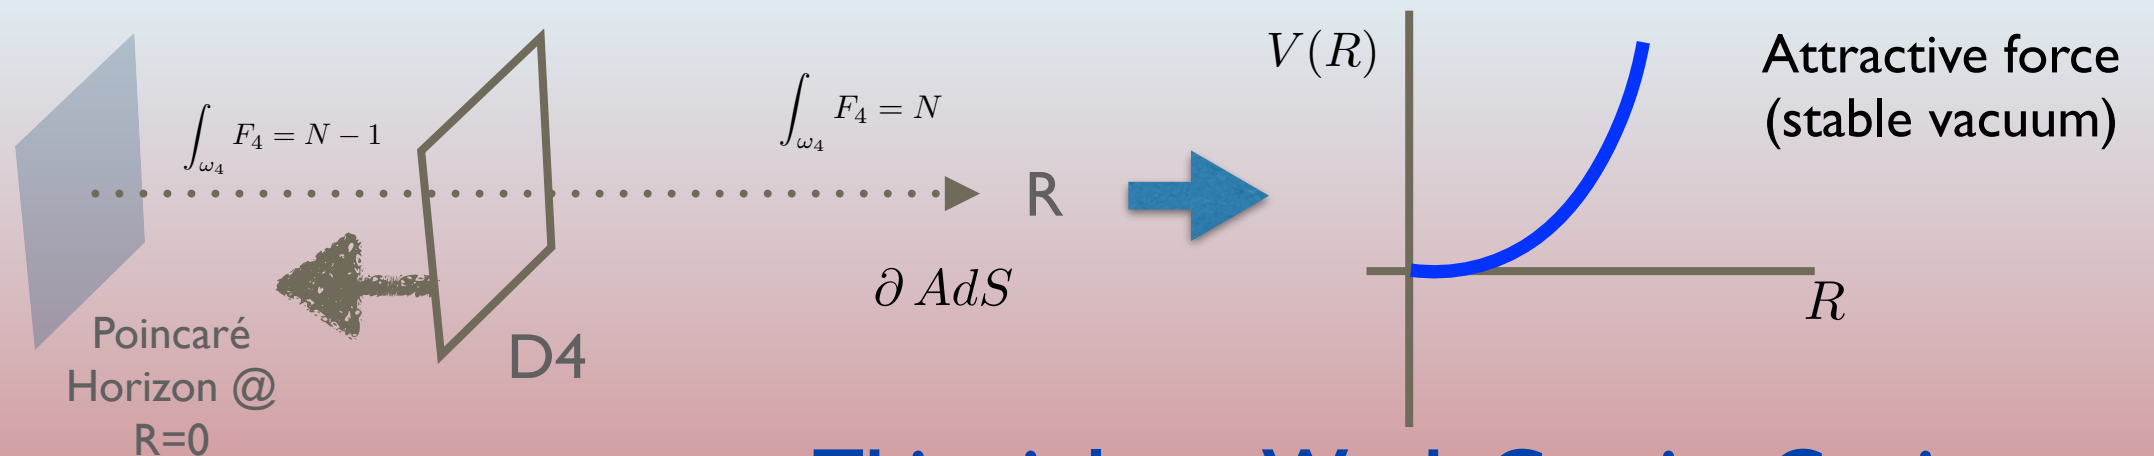 ∫_{ω₄} F₄ = N − 1
∫_{ω₄} F₄ = N
R
∂ AdS
D4
Poincaré
Horizon @
R=0
V(R)
R
Attractive force
(stable vacuum)